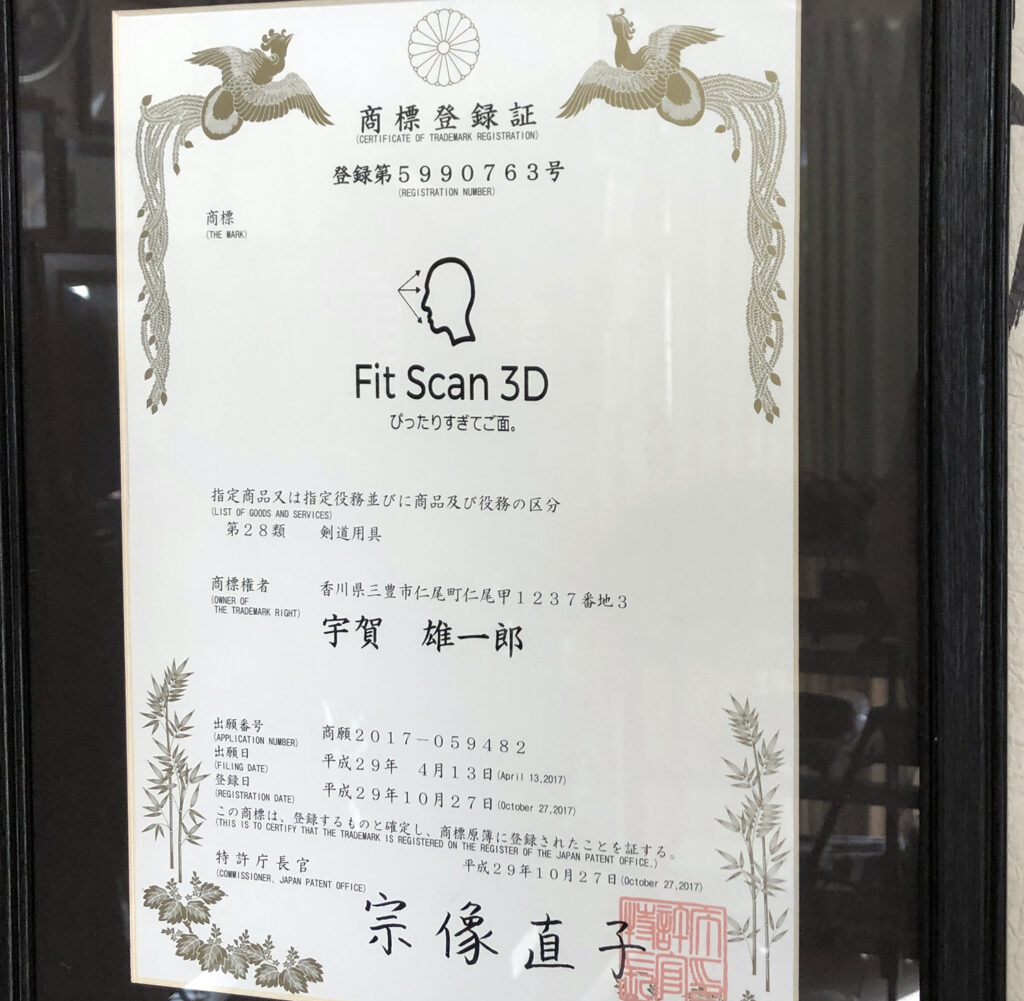 商標登録証
(CERTIFICATE OF TRADEMARK REGISTRATION)
登録第５９９０７６３号
(REGISTRATION NUMBER)
商標
(THE MARK)
Fit Scan 3D
ぴったりすぎてご面。
指定商品又は指定役務並びに商品及び役務の区分
(LIST OF GOODS AND SERVICES)
第２８類　剣道用具
商標権者　香川県三豊市仁尾町仁尾甲１２３７番地３
(OWNER OF
THE TRADEMARK RIGHT)
宇賀　雄一郎
出願番号　商願２０１７－０５９４８２
(APPLICATION NUMBER)
出願日　平成２９年　４月１３日(April 13,2017)
(FILING DATE)
登録日　平成２９年１０月２７日(October 27,2017)
(REGISTRATION DATE)
この商標は、登録するものと確定し、商標原簿に登録されたことを証する。
(THIS IS TO CERTIFY THAT THE TRADEMARK IS REGISTERED ON THE REGISTER OF THE JAPAN PATENT OFFICE.)
平成２９年１０月２７日(October 27,2017)
特許庁長官
(COMMISSIONER, JAPAN PATENT OFFICE)
宗像直子